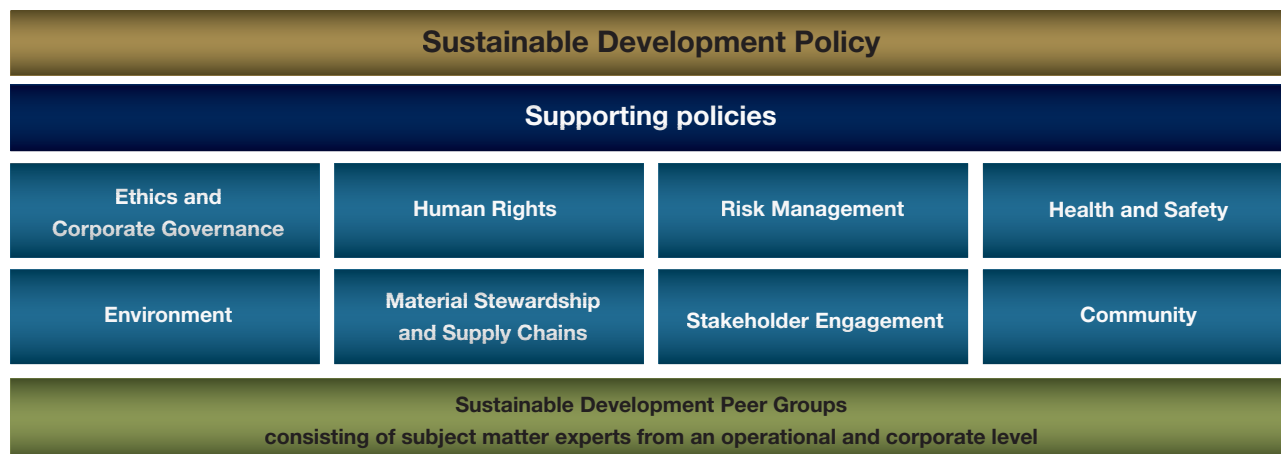 Sustainable Development Policy
Supporting policies
Ethics and
Corporate Governance
Human Rights
Risk Management
Health and Safety
Environment
Material Stewardship
and Supply Chains
Stakeholder Engagement
Community
Sustainable Development Peer Groups
consisting of subject matter experts from an operational and corporate level